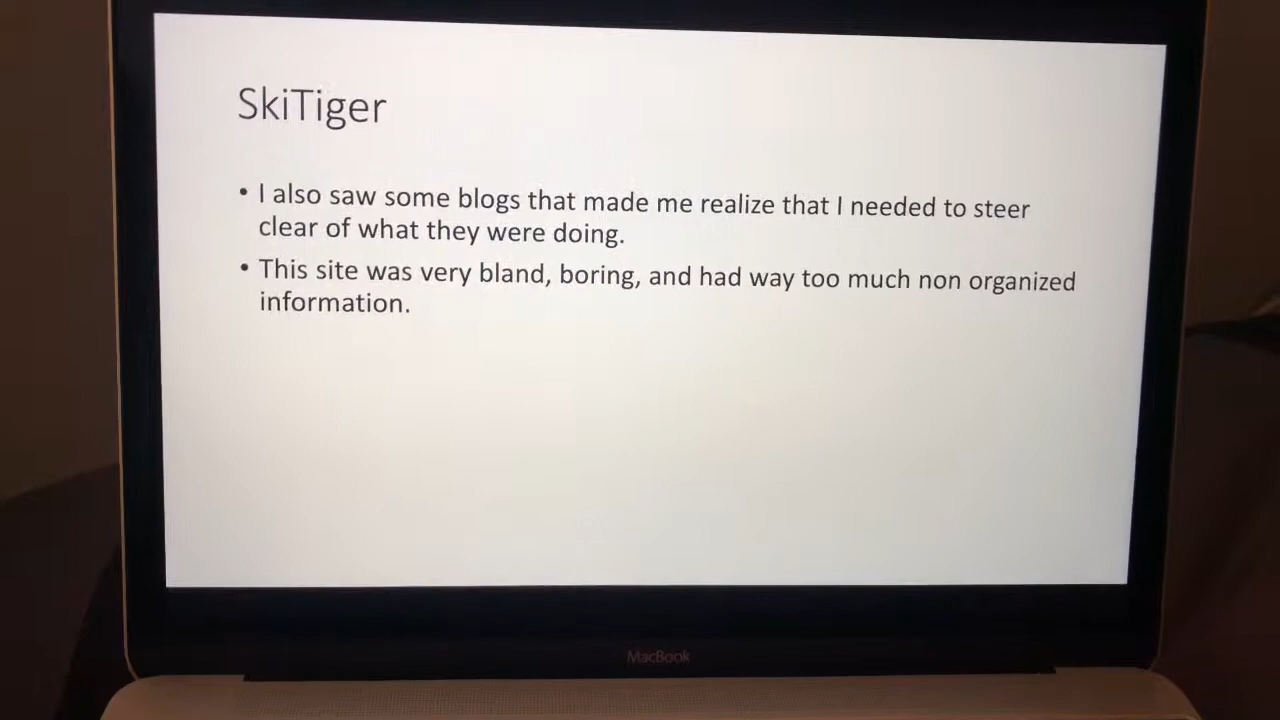 SkiTiger
• I also saw some blogs that made me realize that I needed to steer
clear of what they were doing.
• This site was very bland, boring, and had way too much non organized
information.
MacBook